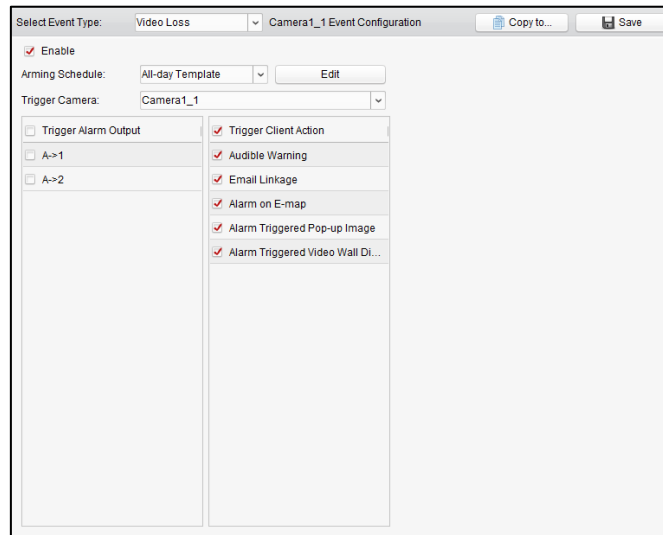 Select Event Type: Video Loss Camera1_1 Event Configuration Copy to... Save
Enable
Arming Schedule: All-day Template Edit
Trigger Camera: Camera1_1
Trigger Alarm Output Trigger Client Action
A->1 Audible Warning
A->2 Email Linkage
Alarm on E-map
Alarm Triggered Pop-up Image
Alarm Triggered Video Wall Di...